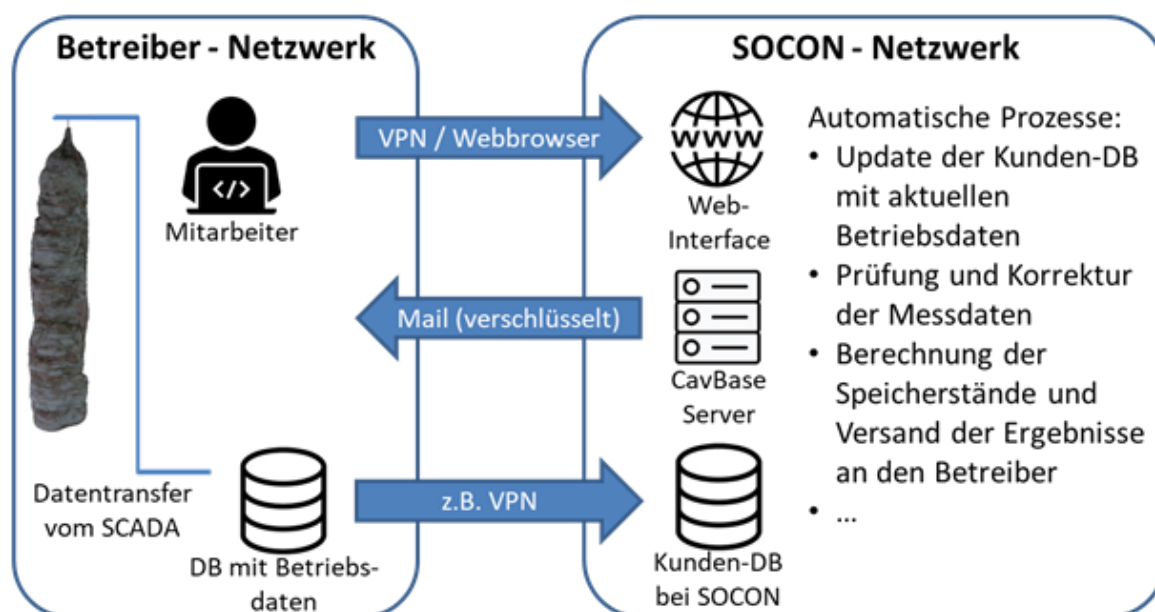 Betreiber - Netzwerk
Mitarbeiter
Datentransfer
vom SCADA
DB mit Betriebs-
daten
VPN / Webbrowser
Mail (verschlüsselt)
z.B. VPN
SOCON - Netzwerk
www
Web-
Interface
CavBase
Server
Kunden-DB
bei SOCON
Automatische Prozesse:
• Update der Kunden-DB
mit aktuellen
Betriebsdaten
• Prüfung und Korrektur
der Messdaten
• Berechnung der
Speicherstände und
Versand der Ergebnisse
an den Betreiber
• ...